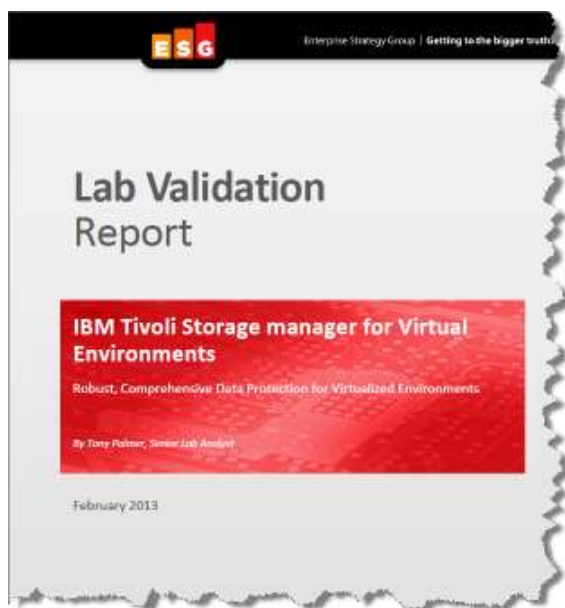 ESG
Enterprise Strategy Group | Getting to the bigger truth.
Lab Validation
Report
IBM Tivoli Storage manager for Virtual
Environments
Robust, Comprehensive Data Protection for Virtualized Environments
By Tony Palmer, Senior Lab Analyst
February 2013